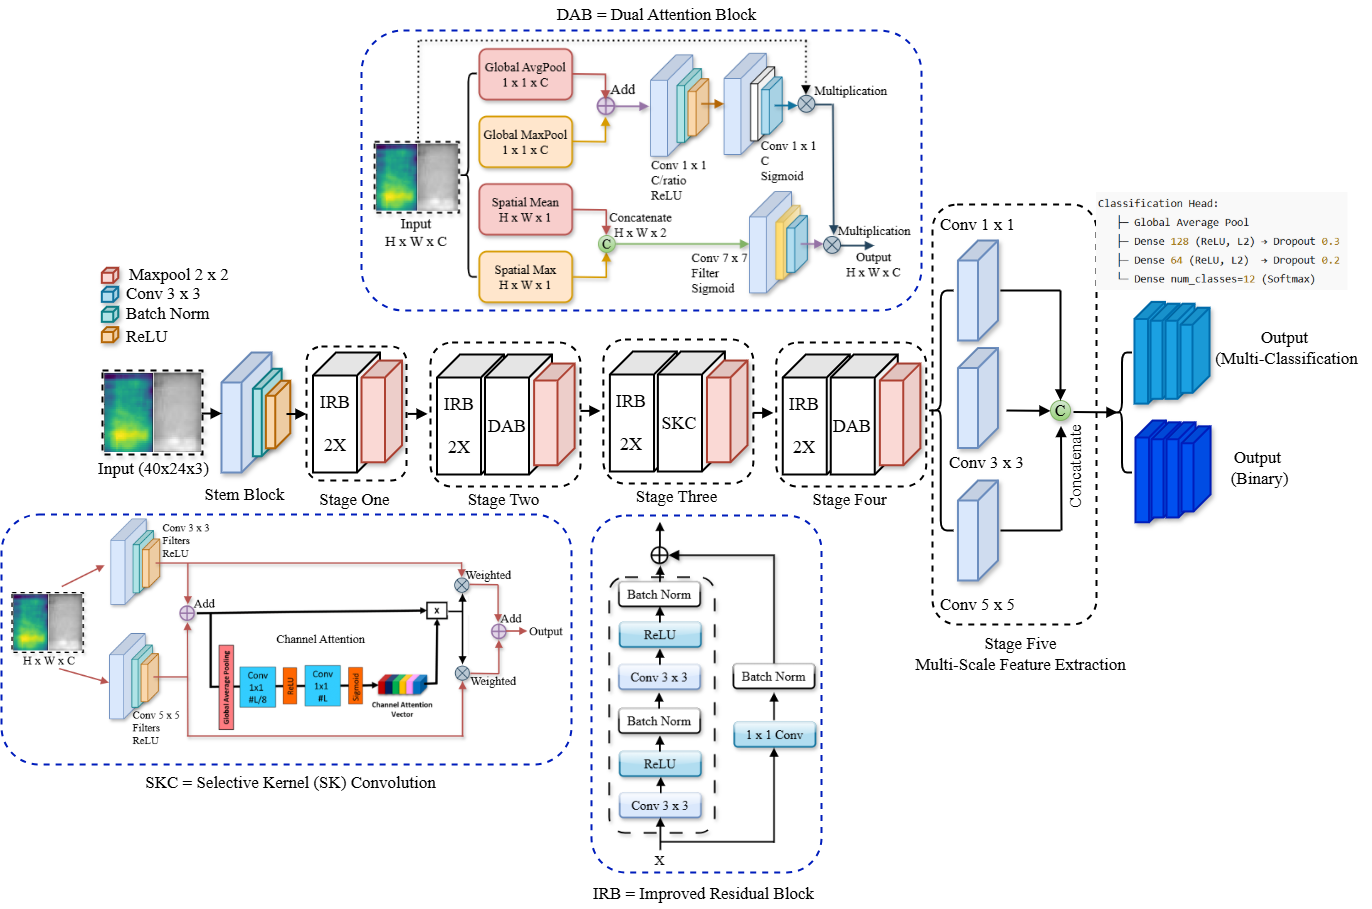 DAB = Dual Attention Block
Global AvgPool
1 x 1 x C
Global MaxPool
1 x 1 x C
Spatial Mean
H x W x 1
Spatial Max
H x W x 1
Input
H x W x C
Add
Conv 1 x 1
C/ratio
ReLU
Conv 1 x 1
C
Sigmoid
Multiplication
Concatenate
H x W x 2
C
Conv 7 x 7
Filter
Sigmoid
Multiplication
Output
H x W x C
Classification Head:
├─ Global Average Pool
├─ Dense 128 (ReLU, L2) → Dropout 0.3
├─ Dense 64 (ReLU, L2) → Dropout 0.2
└─ Dense num_classes=12 (Softmax)
Maxpool 2 x 2
Conv 3 x 3
Batch Norm
ReLU
Input (40x24x3)
Stem Block
IRB
2X
Stage One
IRB
2X
DAB
Stage Two
IRB
2X
SKC
Stage Three
IRB
2X
DAB
Stage Four
Conv 1 x 1
Conv 3 x 3
Conv 5 x 5
C
Concatenate
Stage Five
Multi-Scale Feature Extraction
Output
(Multi-Classification
Output
(Binary)
H x W x C
Conv 3 x 3
Filters
ReLU
Conv 5 x 5
Filters
ReLU
Add
Channel Attention
Global Average Pooling
Conv
1x1
#L/8
ReLU
Conv
1x1
#L
Sigmoid
Channel Attention
Vector
x
Weighted
Weighted
Add
Output
SKC = Selective Kernel (SK) Convolution
Batch Norm
ReLU
Conv 3 x 3
Batch Norm
ReLU
Conv 3 x 3
Batch Norm
1 x 1 Conv
X
IRB = Improved Residual Block